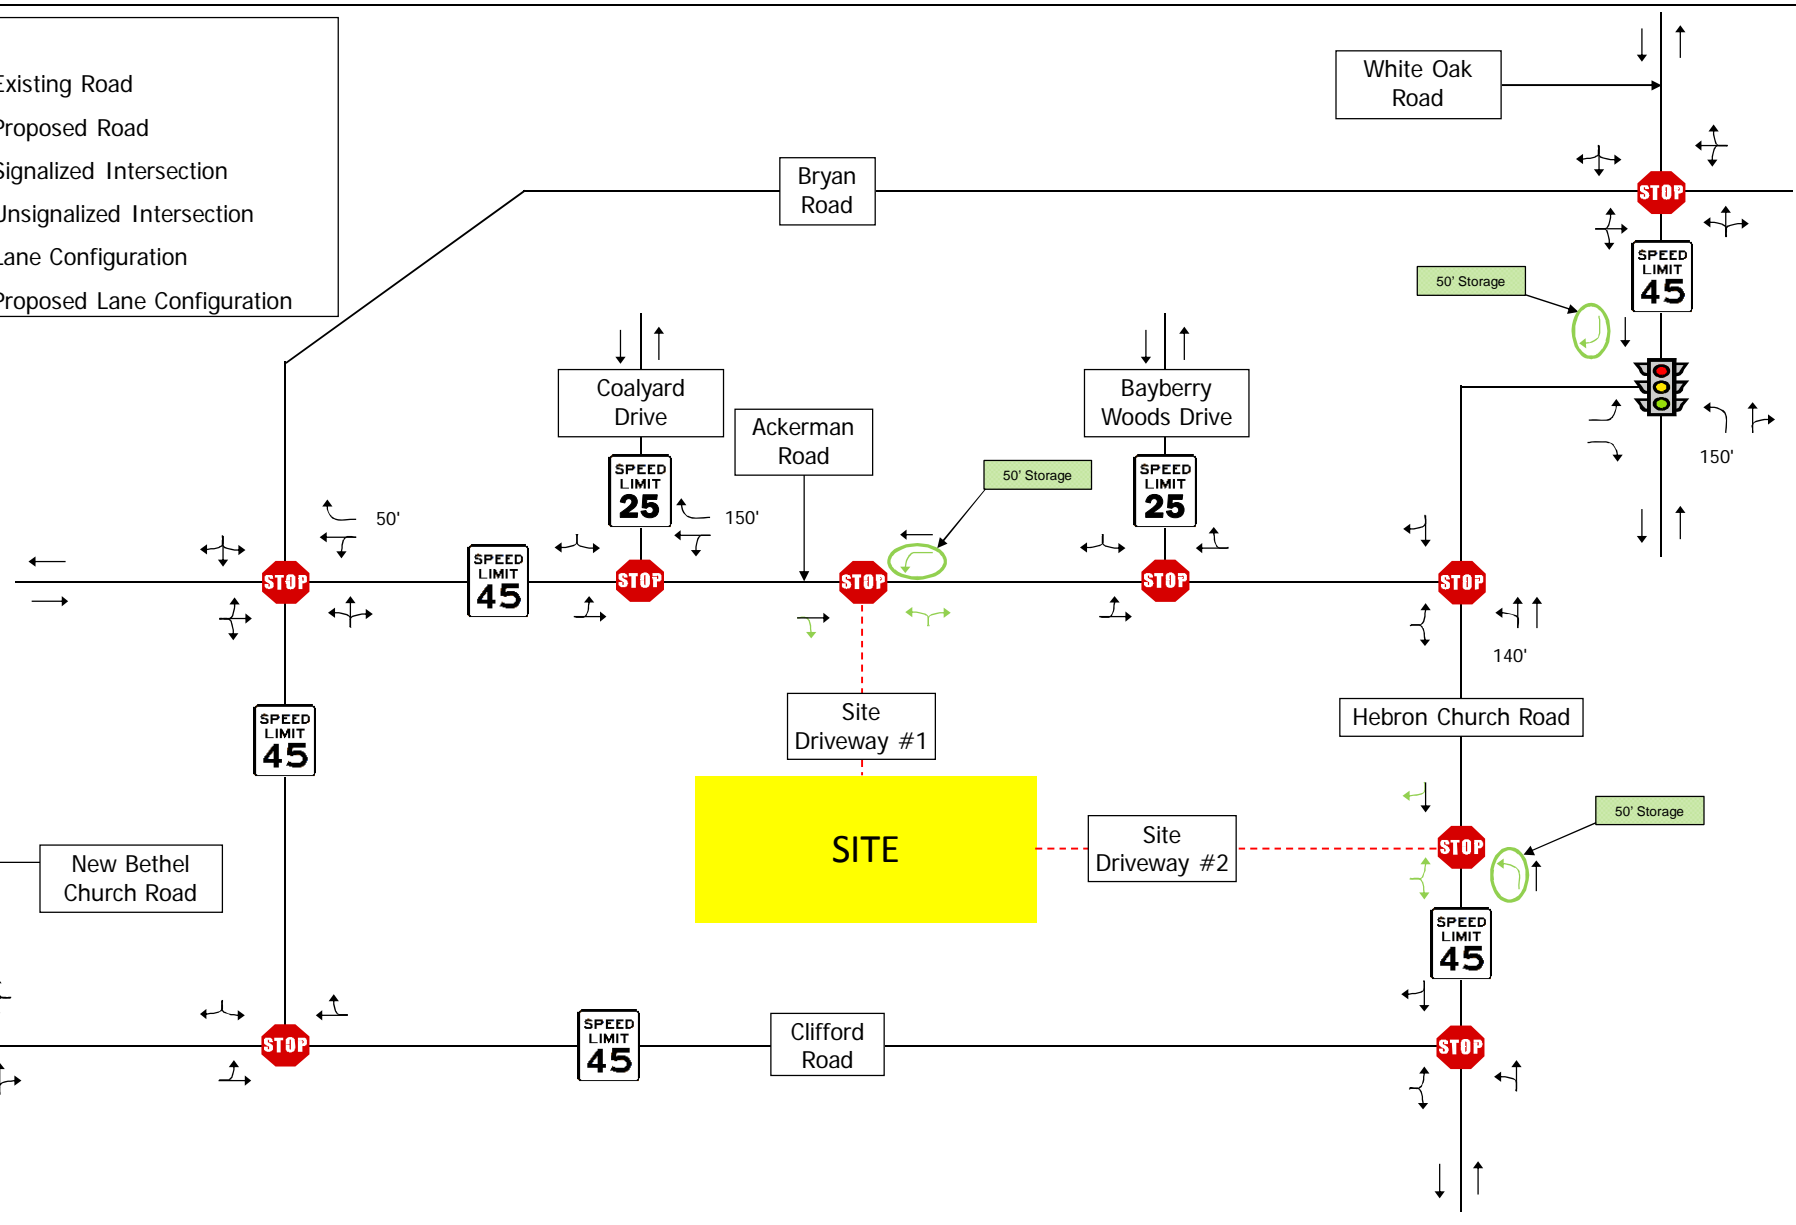 Existing Road
Proposed Road
Signalized Intersection
Unsignalized Intersection
Lane Configuration
Proposed Lane Configuration
White Oak
Road
Bryan
Road
STOP
SPEED
LIMIT
45
50' Storage
Coalyard
Drive
Bayberry
Woods Drive
Ackerman
Road
150'
SPEED
LIMIT
25
50' Storage
SPEED
LIMIT
25
50'
150'
STOP
SPEED
LIMIT
45
STOP
STOP
STOP
STOP
140'
Site
Driveway #1
Hebron Church Road
SPEED
LIMIT
45
50' Storage
SITE
Site
Driveway #2
STOP
New Bethel
Church Road
SPEED
LIMIT
45
STOP
SPEED
LIMIT
45
Clifford
Road
STOP